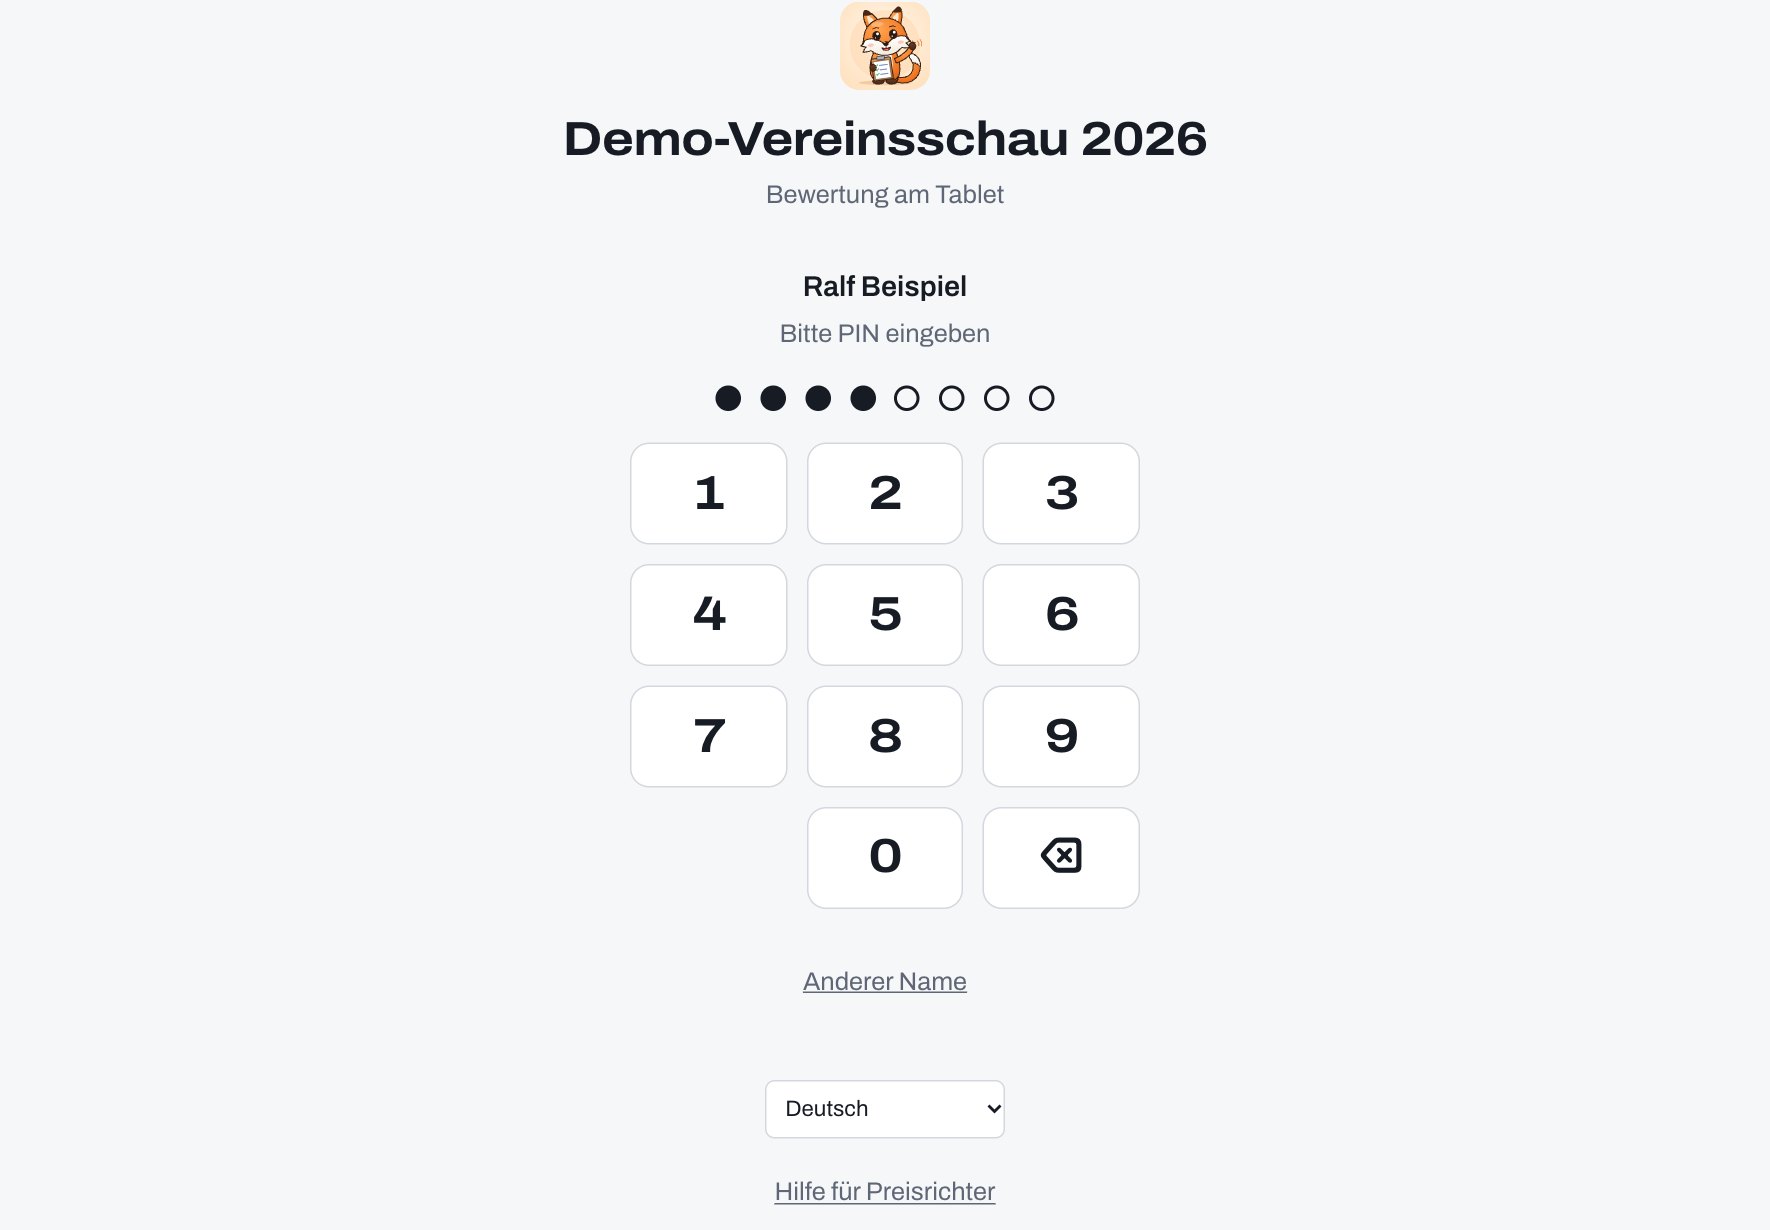 Demo-Vereinsschau 2026
Bewertung am Tablet
Ralf Beispiel
Bitte PIN eingeben
1 2 3
4 5 6
7 8 9
0
Anderer Name
Deutsch
Hilfe für Preisrichter